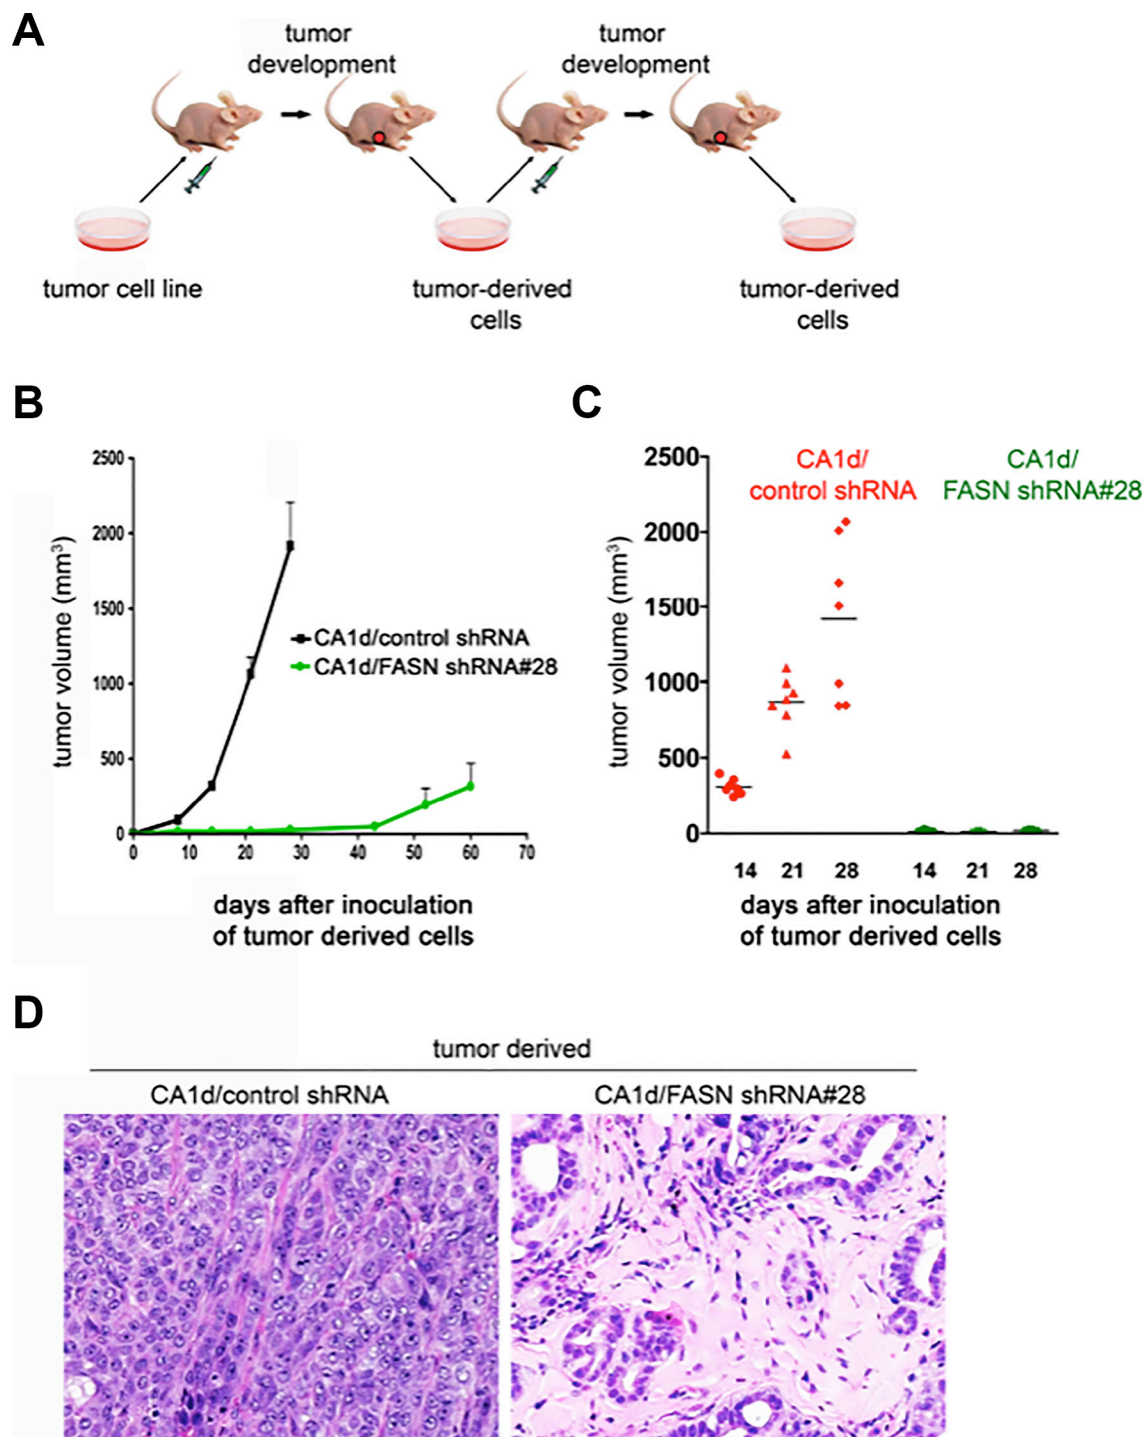 A
tumor
development
tumor
development
tumor cell line
tumor-derived
cells
tumor-derived
cells
B
2500
2000
1500
1000
500
0
tumor volume (mm³)
CA1d/control shRNA
CA1d/FASN shRNA#28
0 10 20 30 40 50 60 70
days after inoculation
of tumor derived cells
C
2500
2000
1500
1000
500
0
tumor volume (mm³)
CA1d/
control shRNA
CA1d/
FASN shRNA#28
14 21 28 14 21 28
days after inoculation
of tumor derived cells
D
tumor derived
CA1d/control shRNA CA1d/FASN shRNA#28